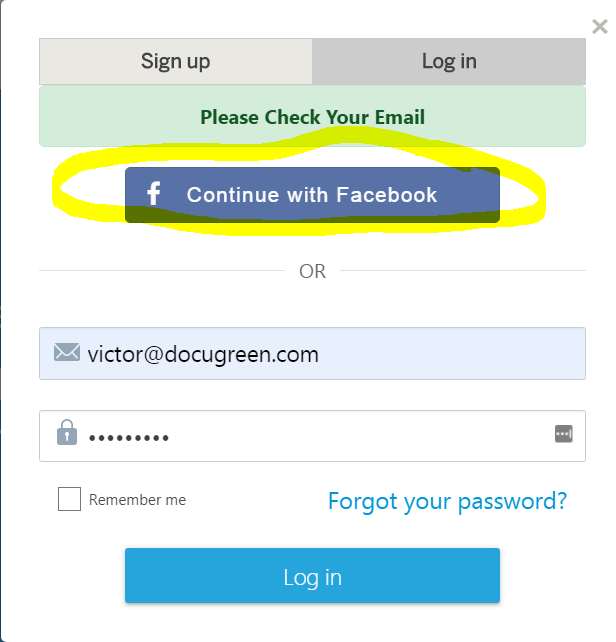 Sign up
Log in
Please Check Your Email
f Continue with Facebook
OR
victor@docugreen.com
•••••••••
Remember me
Forgot your password?
Log in